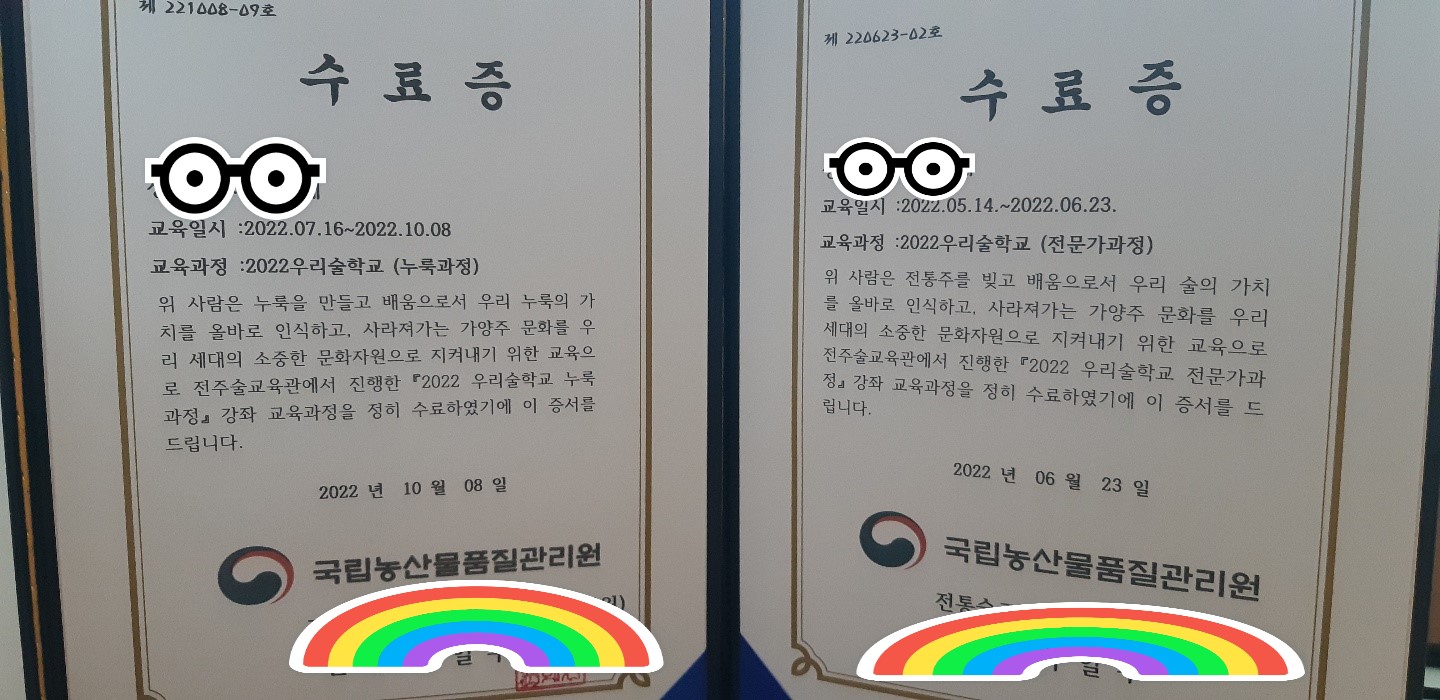 제 221008-09호
수 료 증
교육일시 :2022.07.16~2022.10.08
교육과정 :2022우리술학교 (누룩과정)
위 사람은 누룩을 만들고 배움으로서 우리 누룩의 가
치를 올바로 인식하고, 사라져가는 가양주 문화를 우
리 세대의 소중한 문화자원으로 지켜내기 위한 교육으
로 전주술교육관에서 진행한 『2022 우리술학교 누룩
과정』 강좌 교육과정을 정히 수료하였기에 이 증서를
드립니다.
2022 년 10 월 08 일
국립농산물품질관리원
제 220623-02호
수 료 증
교육일시 :2022.05.14.~2022.06.23.
교육과정 :2022우리술학교 (전문가과정)
위 사람은 전통주를 빚고 배움으로서 우리 술의 가치
를 올바로 인식하고, 사라져가는 가양주 문화를 우리
세대의 소중한 문화자원으로 지켜내기 위한 교육으로
전주술교육관에서 진행한 『2022 우리술학교 전문가과
정』 강좌 교육과정을 정히 수료하였기에 이 증서를 드
립니다.
2022 년 06 월 23 일
국립농산물품질관리원